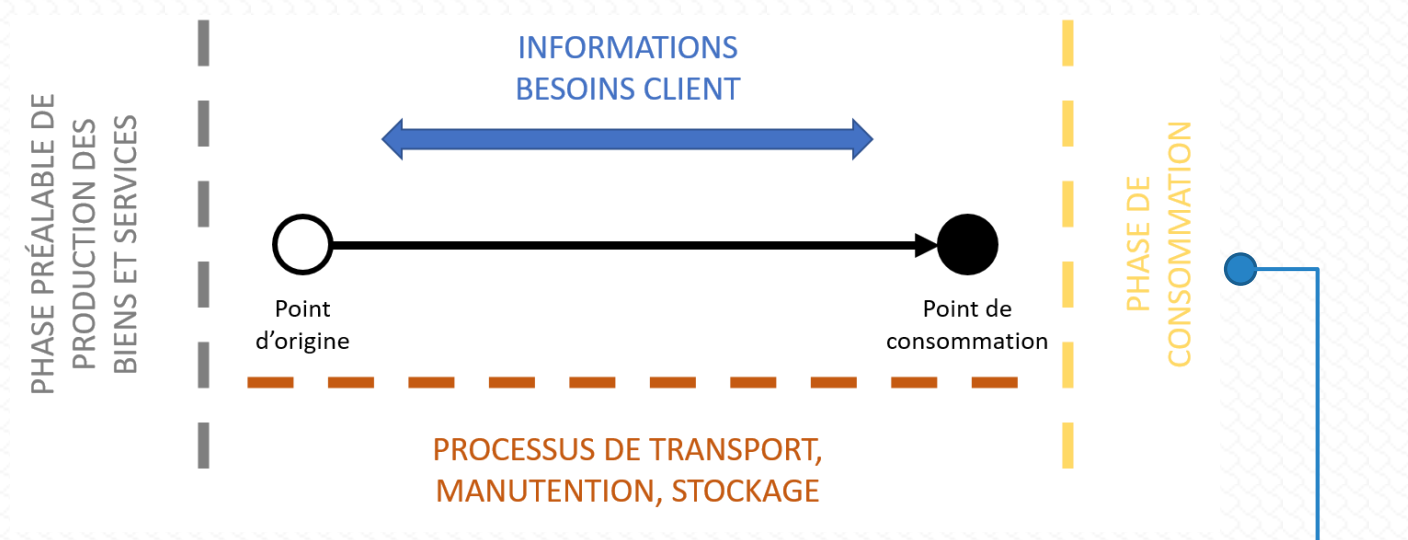 PHASE PRÉALABLE DE
PRODUCTION DES
BIENS ET SERVICES
INFORMATIONS
BESOINS CLIENT
Point
d’origine
Point de
consommation
PROCESSUS DE TRANSPORT,
MANUTENTION, STOCKAGE
PHASE DE
CONSOMMATION